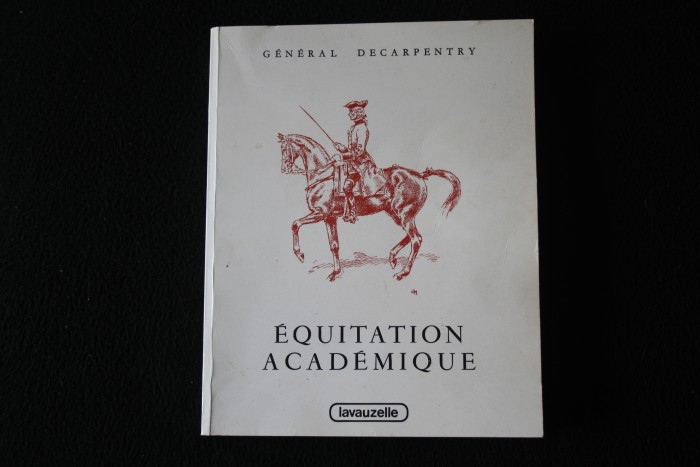 GÉNÉRAL DECARPENTRY
ÉQUITATION
ACADÉMIQUE
lavauzelle